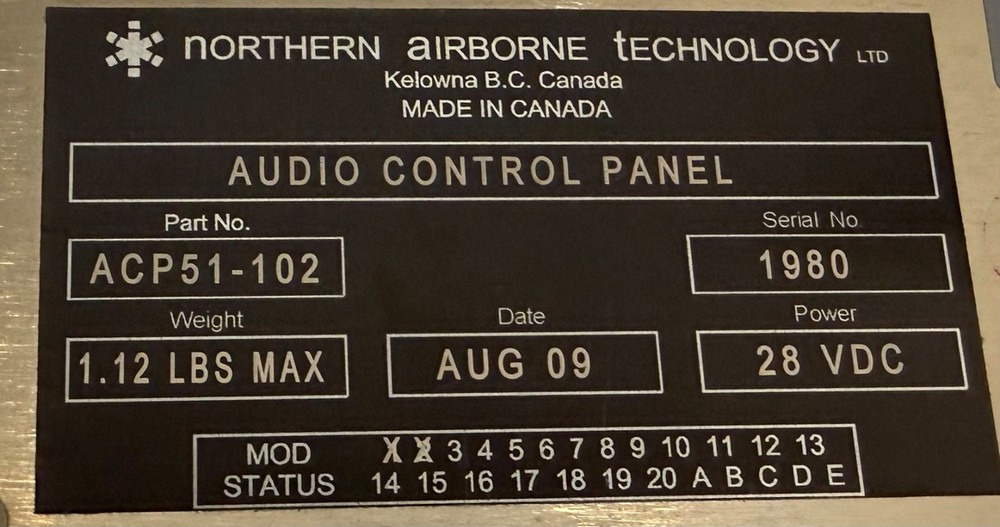 nORTHERN aIRBORNE tECHNOLOGY LTD
Kelowna B.C. Canada
MADE IN CANADA
AUDIO CONTROL PANEL
Part No.
Serial No.
ACP51-102
1980
Weight
Date
Power
1.12 LBS MAX
AUG 09
28 VDC
MOD X X 3 4 5 6 7 8 9 10 11 12 13
STATUS 14 15 16 17 18 19 20 A B C D E